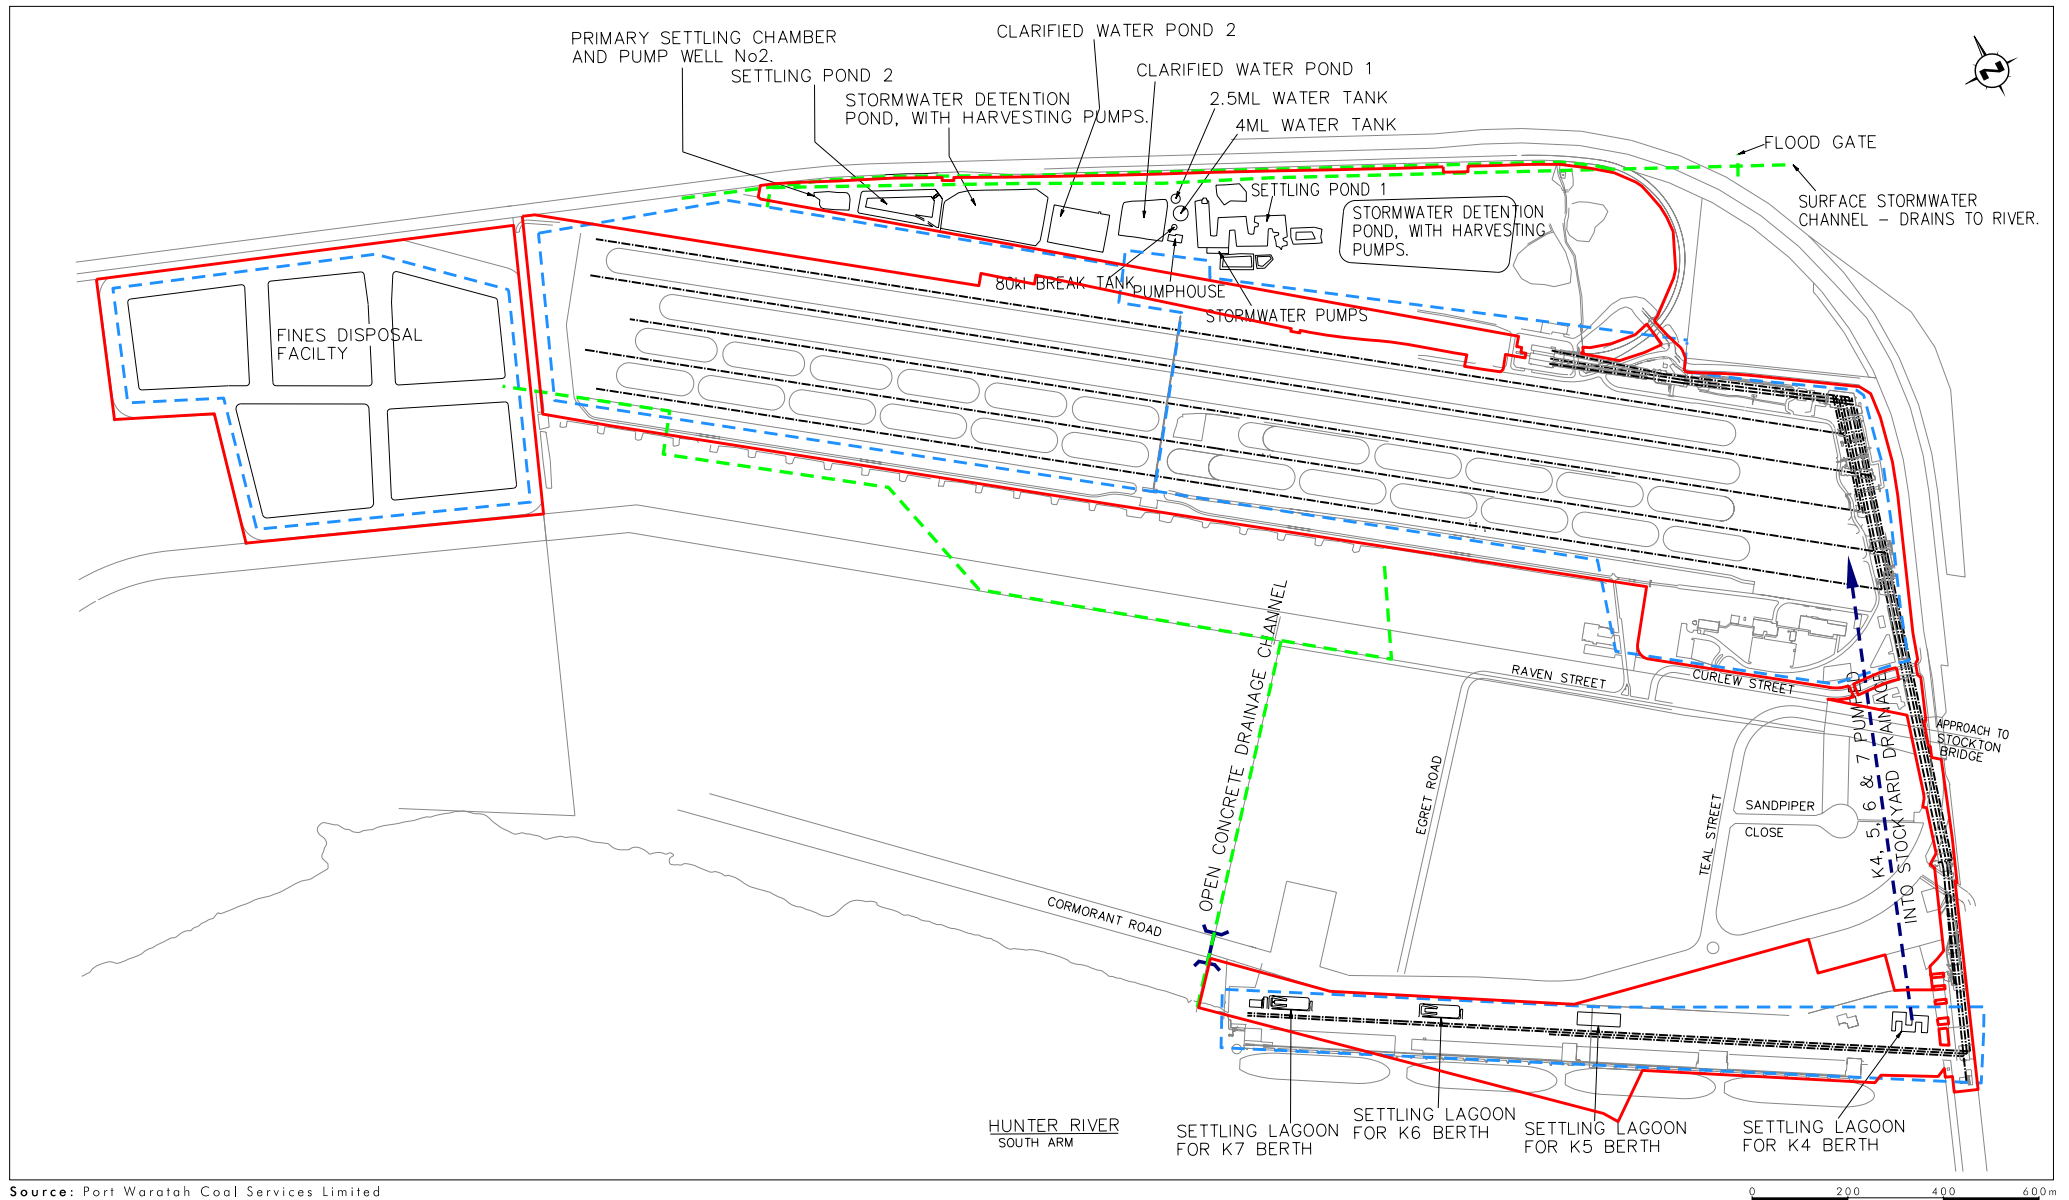 PRIMARY SETTLING CHAMBER
AND PUMP WELL No2.
SETTLING POND 2
STORMWATER DETENTION
POND, WITH HARVESTING PUMPS.
CLARIFIED WATER POND 2
CLARIFIED WATER POND 1
2.5ML WATER TANK
4ML WATER TANK
N
FLOOD GATE
SURFACE STORMWATER
CHANNEL – DRAINS TO RIVER.
SETTLING POND 1
STORMWATER DETENTION
POND, WITH HARVESTING
PUMPS.
80kl BREAK TANK
PUMPHOUSE
STORMWATER PUMPS
FINES DISPOSAL
FACILTY
OPEN CONCRETE DRAINAGE CHANNEL
RAVEN STREET
CURLEW STREET
EGRET ROAD
TEAL STREET
SANDPIPER
CLOSE
K4, 5, 6 & 7 PUMPED
INTO STOCKYARD DRAINAGE
APPROACH TO
STOCKTON
BRIDGE
CORMORANT ROAD
HUNTER RIVER
SOUTH ARM
SETTLING LAGOON
FOR K7 BERTH
SETTLING LAGOON
FOR K6 BERTH
SETTLING LAGOON
FOR K5 BERTH
SETTLING LAGOON
FOR K4 BERTH
Source: Port Waratah Coal Services Limited
0 200 400 600m